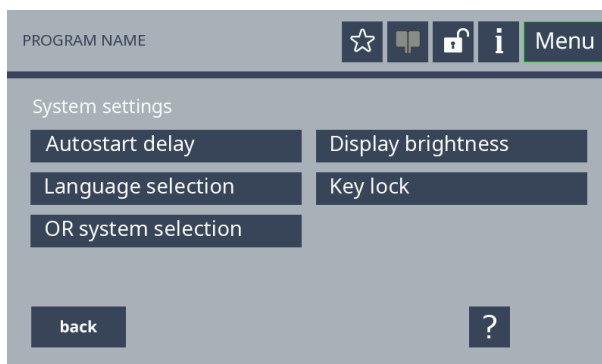 PROGRAM NAME
i
Menu
System settings
Autostart delay
Display brightness
Language selection
Key lock
OR system selection
back
?